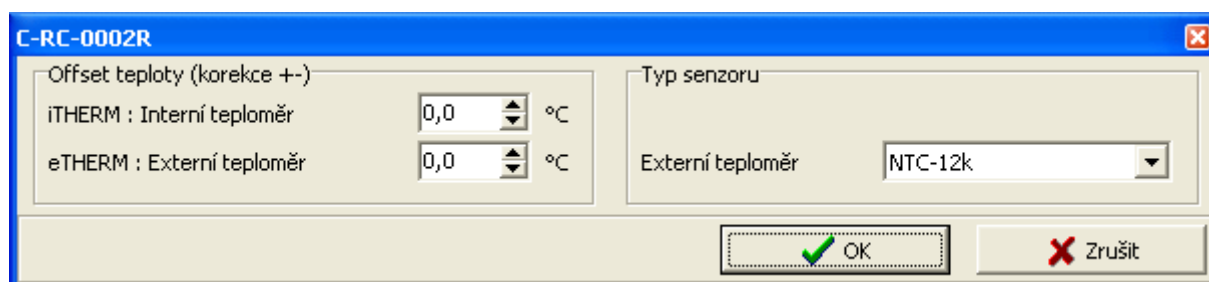 C-RC-0002R
Offset teploty (korekce +-)
iTHERM : Interní teploměr 0,0 °C
eTHERM : Externí teploměr 0,0 °C
Typ senzoru
Externí teploměr NTC-12k
OK Zrušit